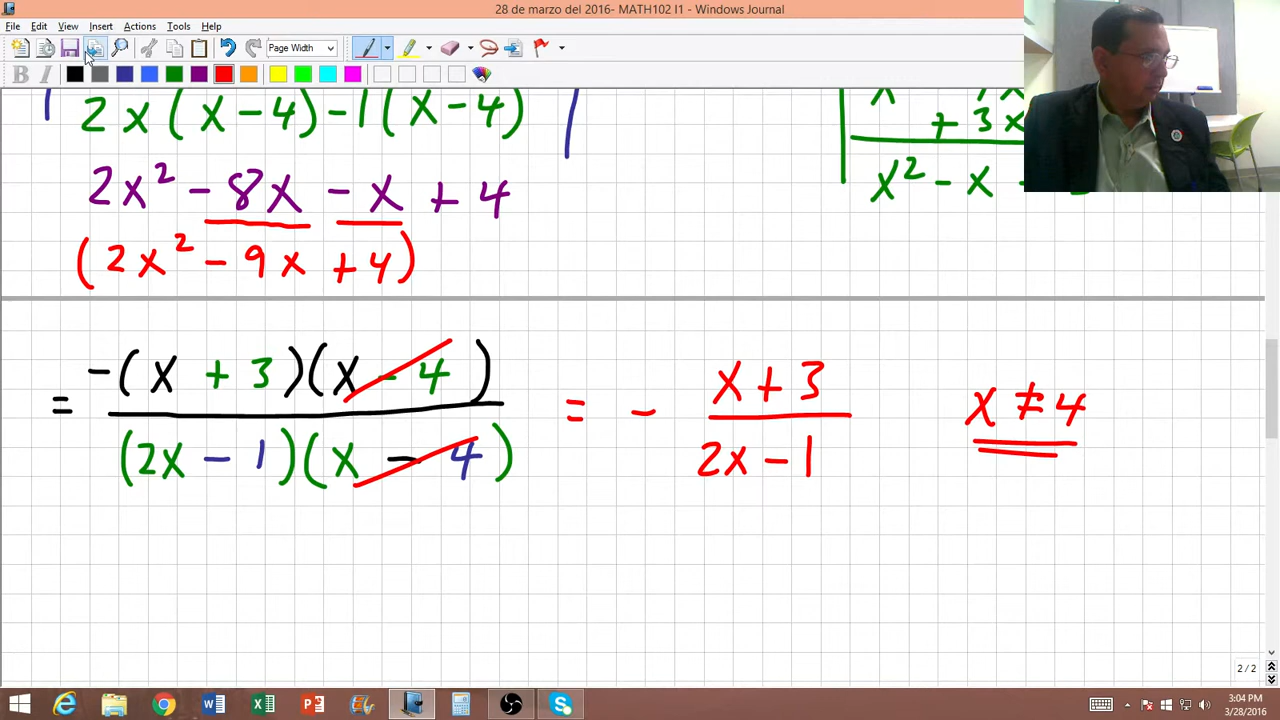 28 de marzo del 2016- MATH102 I1 - Windows Journal
File Edit View Insert Actions Tools Help
Page Width
B I
2x(x-4)-1(x-4)
+ 3x
2x² - 8x - x + 4
x² - x -
(2x² - 9x + 4)
= -(x + 3)(x - 4) / (2x - 1)(x - 4) = - x + 3 / 2x - 1 x ≠ 4
2 / 2
3:04 PM
3/28/2016